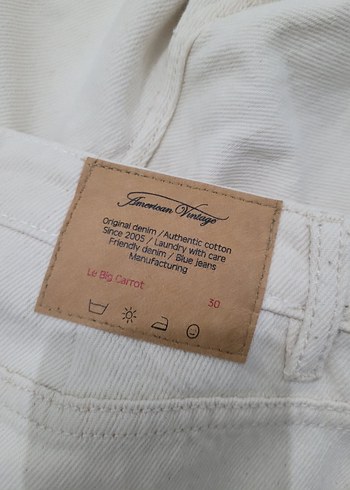 American Vintage
Original denim / Authentic cotton
Since 2005 / Laundry with care
Friendly denim / Blue jeans
Manufacturing
Le Big Carrot 30